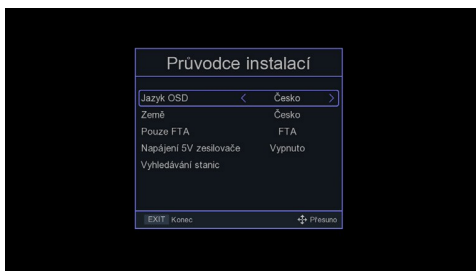 Průvodce instalací
Jazyk OSD < Česko >
Země Česko
Pouze FTA FTA
Napájení 5V zesilovače Vypnuto
Vyhledávání stanic
EXIT Konec Přesuno